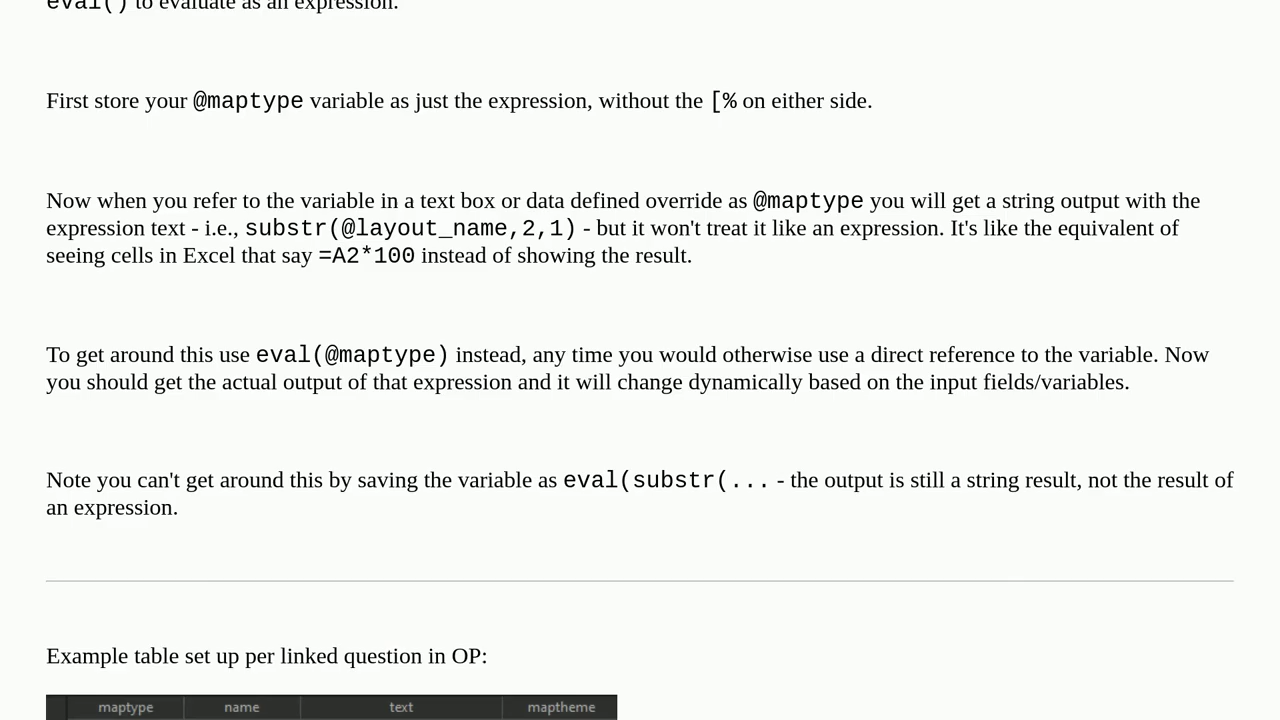 eval() to evaluate as an expression.
First store your @maptype variable as just the expression, without the [% on either side.
Now when you refer to the variable in a text box or data defined override as @maptype you will get a string output with the
expression text - i.e., substr(@layout_name,2,1) - but it won't treat it like an expression. It's like the equivalent of
seeing cells in Excel that say =A2*100 instead of showing the result.
To get around this use eval(@maptype) instead, any time you would otherwise use a direct reference to the variable. Now
you should get the actual output of that expression and it will change dynamically based on the input fields/variables.
Note you can't get around this by saving the variable as eval(substr(... - the output is still a string result, not the result of
an expression.
Example table set up per linked question in OP:
maptype name text maptheme